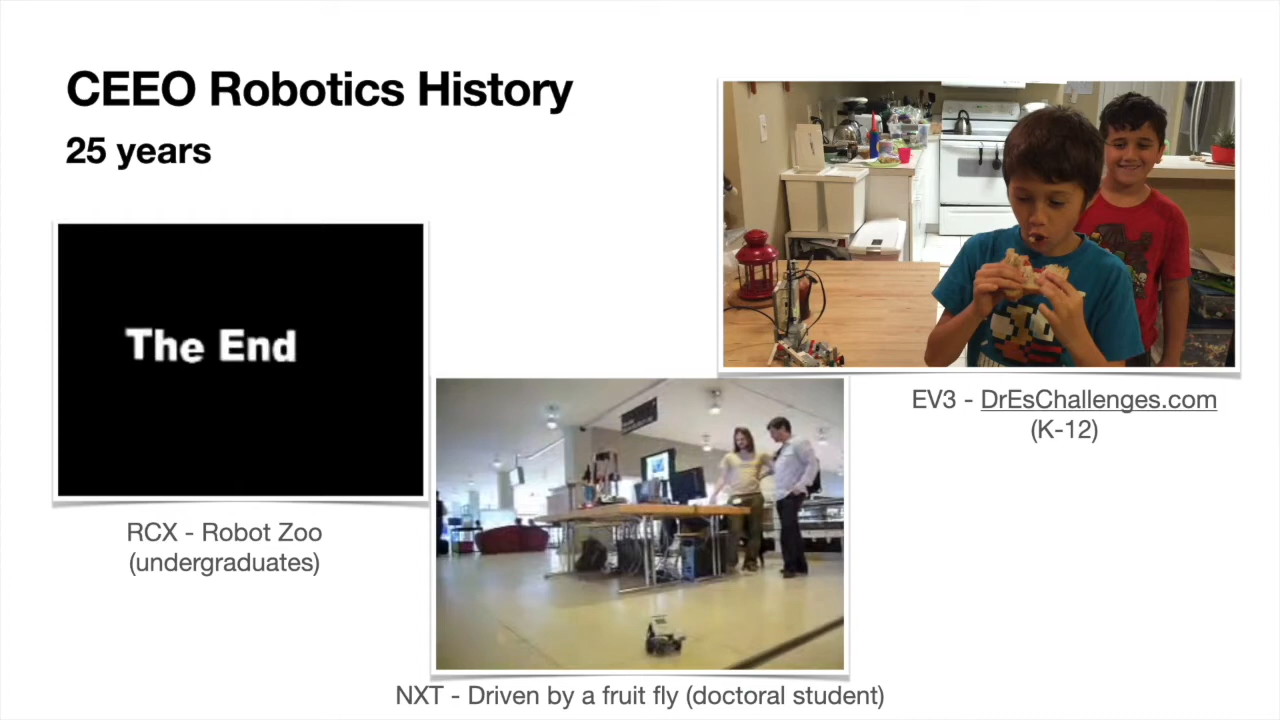 CEEO Robotics History
25 years
The End
RCX - Robot Zoo
(undergraduates)
EV3 - DrEsChallenges.com
(K-12)
NXT - Driven by a fruit fly (doctoral student)